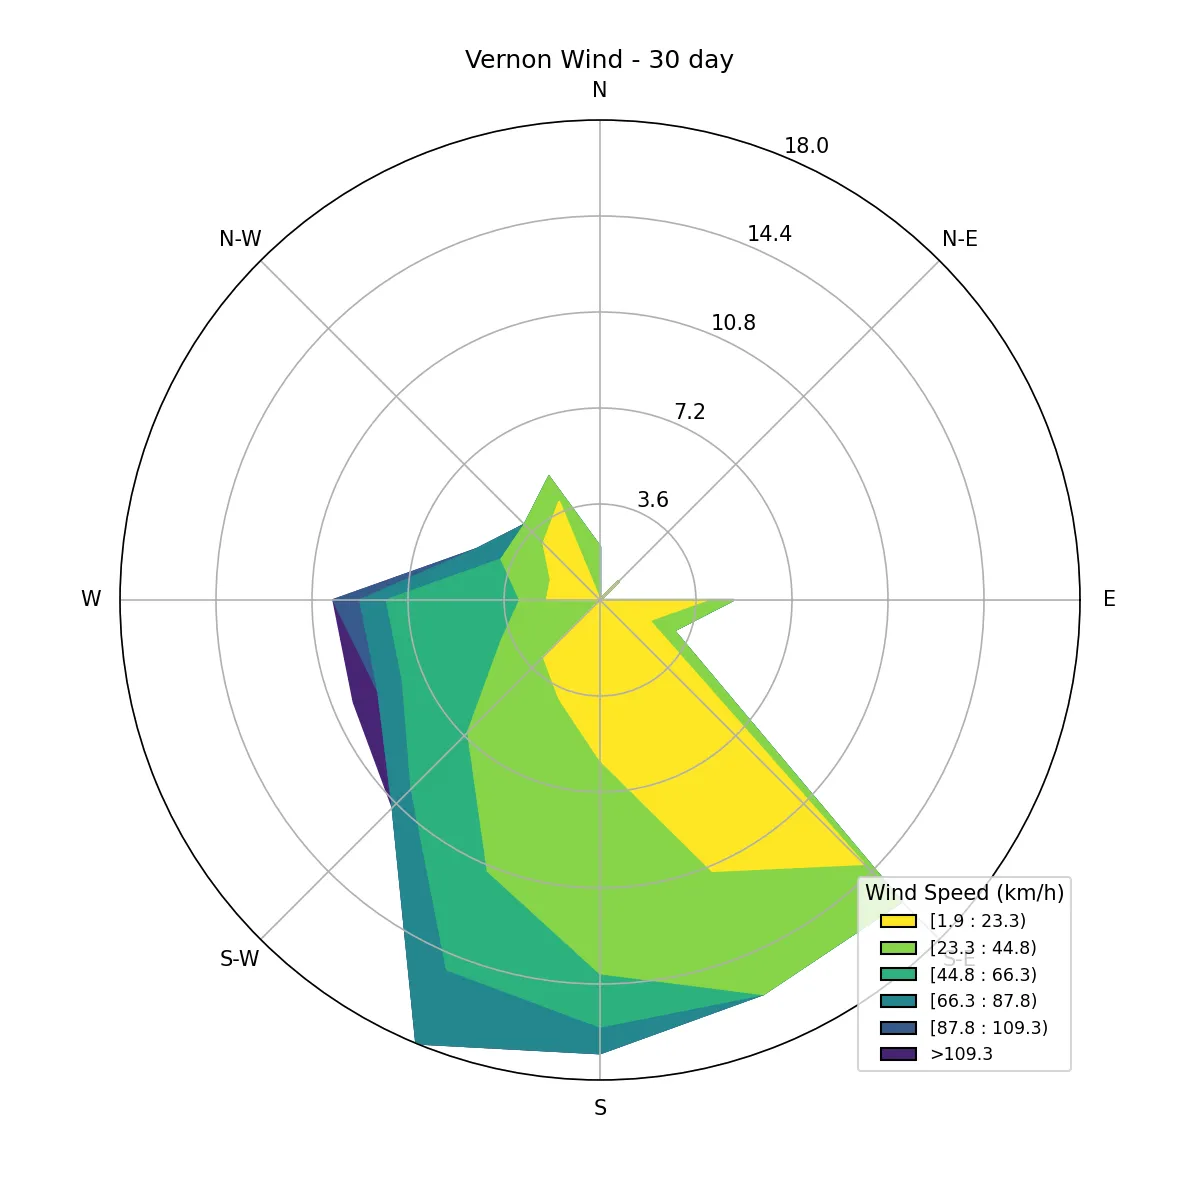 Vernon Wind - 30 day
N
18.0
14.4
N-W
N-E
10.8
7.2
3.6
W
E
S-W
S-E
S
Wind Speed (km/h)
[1.9 : 23.3)
[23.3 : 44.8)
[44.8 : 66.3)
[66.3 : 87.8)
[87.8 : 109.3)
>109.3